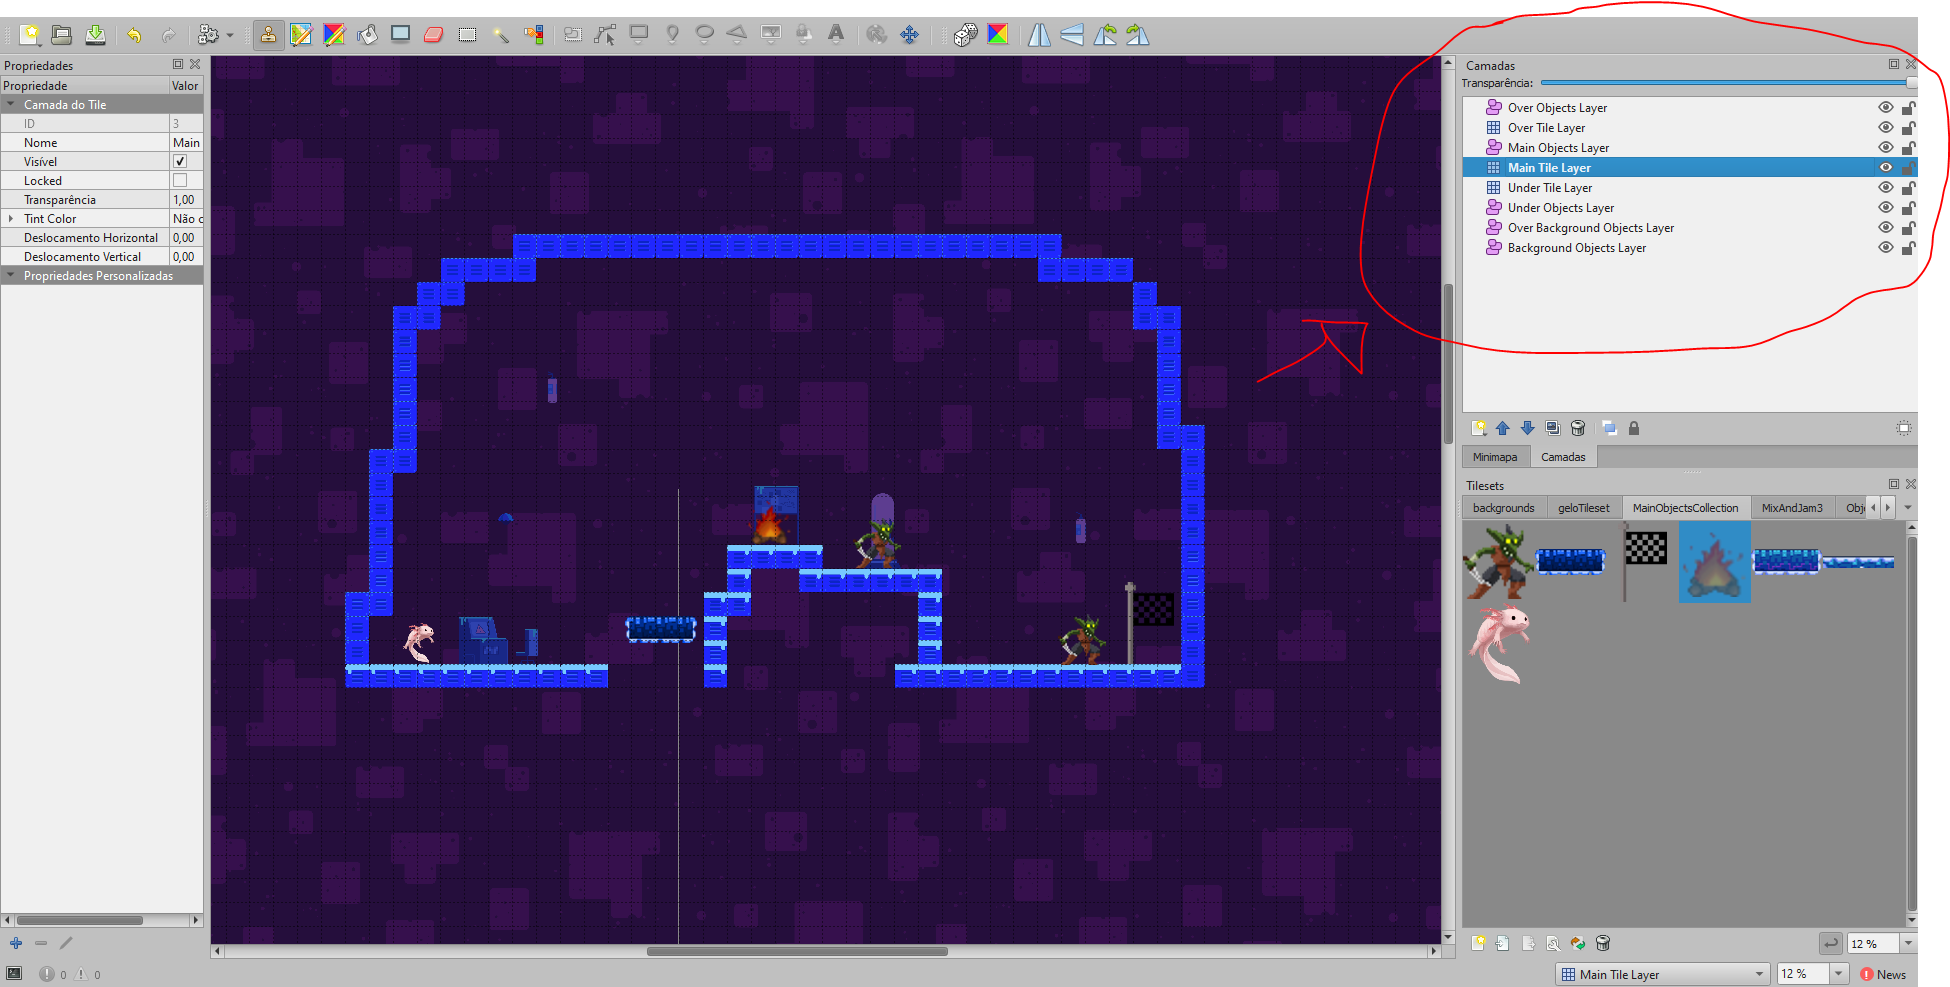 Propriedades
Propriedade Valor
Camada do Tile
ID 3
Nome Main
Visível
Locked
Transparência 1,00
Tint Color Não c
Deslocamento Horizontal 0,00
Deslocamento Vertical 0,00
Propriedades Personalizadas
0 0
Camadas
Transparência:
Over Objects Layer
Over Tile Layer
Main Objects Layer
Main Tile Layer
Under Tile Layer
Under Objects Layer
Over Background Objects Layer
Background Objects Layer
Minimapa Camadas
Tilesets
backgrounds geloTileset MainObjectsCollection MixAndJam3 Obj
12 %
Main Tile Layer 12 % News